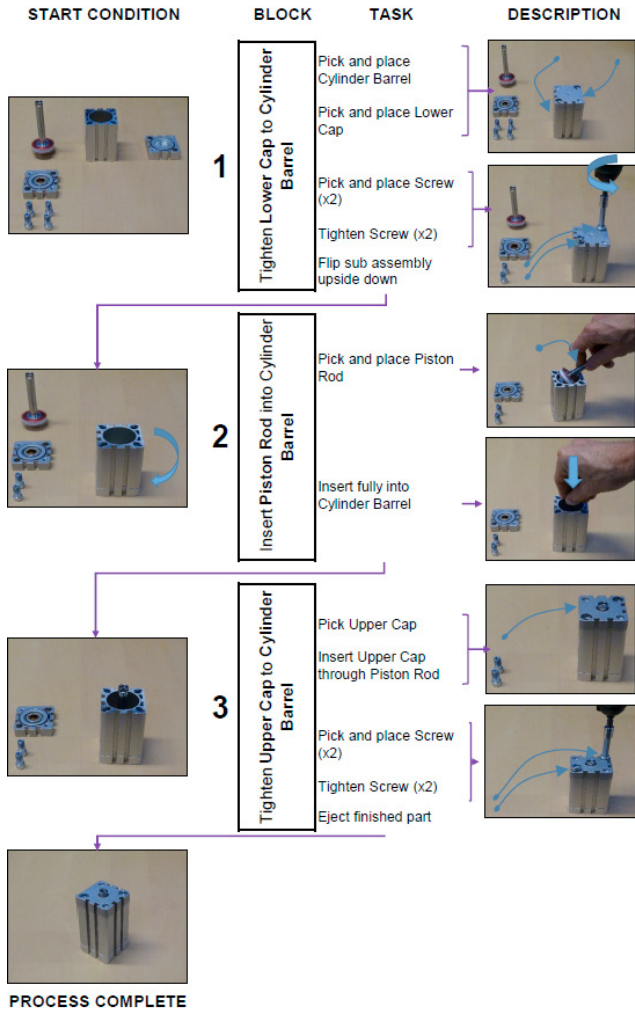 START CONDITION BLOCK TASK DESCRIPTION
1
Tighten Lower Cap to Cylinder
Barrel
Pick and place
Cylinder Barrel
Pick and place Lower
Cap
Pick and place Screw
(x2)
Tighten Screw (x2)
Flip sub assembly
upside down
2
Insert Piston Rod into Cylinder
Barrel
Pick and place Piston
Rod
Insert fully into
Cylinder Barrel
3
Tighten Upper Cap to Cylinder
Barrel
Pick Upper Cap
Insert Upper Cap
through Piston Rod
Pick and place Screw
(x2)
Tighten Screw (x2)
Eject finished part
PROCESS COMPLETE